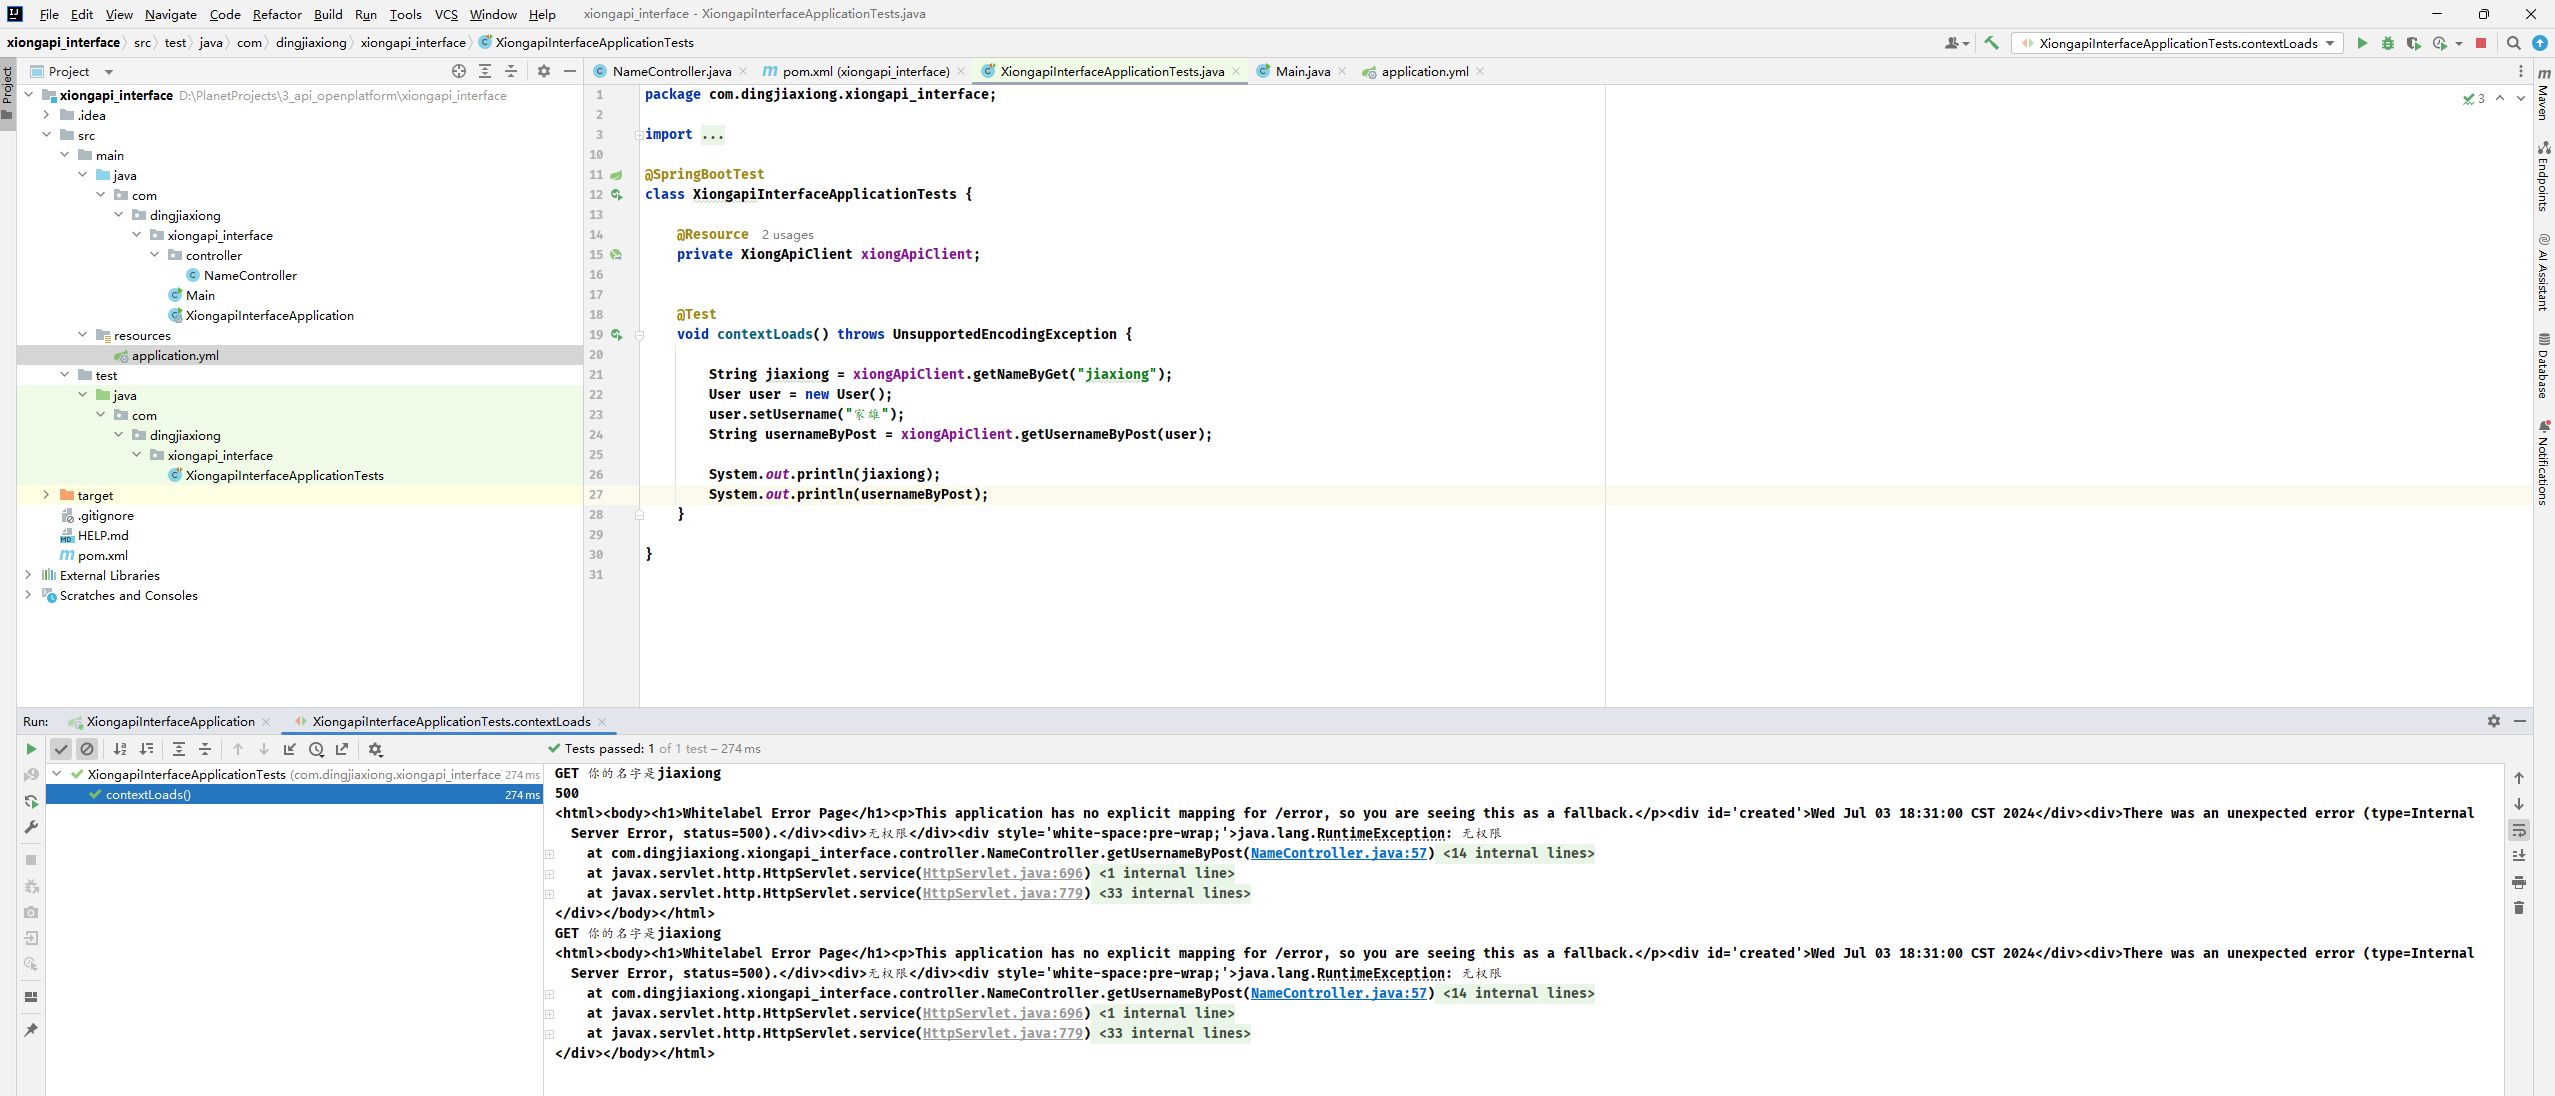 File Edit View Navigate Code Refactor Build Run Tools VCS Window Help xiongapi_interface - XiongapiInterfaceApplicationTests.java
xiongapi_interface src test java com dingjiaxiong xiongapi_interface XiongapiInterfaceApplicationTests XiongapiInterfaceApplicationTests.contextLoads
Project
Project
NameController.java pom.xml (xiongapi_interface) XiongapiInterfaceApplicationTests.java Main.java application.yml
xiongapi_interface D:\PlanetProjects\3_api_openplatform\xiongapi_interface
.idea
src
main
java
com
dingjiaxiong
xiongapi_interface
controller
NameController
Main
XiongapiInterfaceApplication
resources
application.yml
test
java
com
dingjiaxiong
xiongapi_interface
XiongapiInterfaceApplicationTests
target
.gitignore
HELP.md
pom.xml
External Libraries
Scratches and Consoles
1 package com.dingjiaxiong.xiongapi_interface;
2
3 import ...
10
11 @SpringBootTest
12 class XiongapiInterfaceApplicationTests {
13
14 @Resource 2 usages
15 private XiongApiClient xiongApiClient;
16
17
18 @Test
19 void contextLoads() throws UnsupportedEncodingException {
20
21 String jiaxiong = xiongApiClient.getNameByGet("jiaxiong");
22 User user = new User();
23 user.setUsername("家雄");
24 String usernameByPost = xiongApiClient.getUsernameByPost(user);
25
26 System.out.println(jiaxiong);
27 System.out.println(usernameByPost);
28 }
29
30 }
31
3
Maven
Endpoints
AI Assistant
Database
Notifications
Run: XiongapiInterfaceApplication XiongapiInterfaceApplicationTests.contextLoads
Tests passed: 1 of 1 test – 274 ms
XiongapiInterfaceApplicationTests (com.dingjiaxiong.xiongapi_interface 274 ms
contextLoads() 274 ms
GET 你的名字是jiaxiong
500
<html><body><h1>Whitelabel Error Page</h1><p>This application has no explicit mapping for /error, so you are seeing this as a fallback.</p><div id='created'>Wed Jul 03 18:31:00 CST 2024</div><div>There was an unexpected error (type=Internal
Server Error, status=500).</div><div>无权限</div><div style='white-space:pre-wrap;'>java.lang.RuntimeException: 无权限
at com.dingjiaxiong.xiongapi_interface.controller.NameController.getUsernameByPost(NameController.java:57) <14 internal lines>
at javax.servlet.http.HttpServlet.service(HttpServlet.java:696) <1 internal line>
at javax.servlet.http.HttpServlet.service(HttpServlet.java:779) <33 internal lines>
</div></body></html>
GET 你的名字是jiaxiong
<html><body><h1>Whitelabel Error Page</h1><p>This application has no explicit mapping for /error, so you are seeing this as a fallback.</p><div id='created'>Wed Jul 03 18:31:00 CST 2024</div><div>There was an unexpected error (type=Internal
Server Error, status=500).</div><div>无权限</div><div style='white-space:pre-wrap;'>java.lang.RuntimeException: 无权限
at com.dingjiaxiong.xiongapi_interface.controller.NameController.getUsernameByPost(NameController.java:57) <14 internal lines>
at javax.servlet.http.HttpServlet.service(HttpServlet.java:696) <1 internal line>
at javax.servlet.http.HttpServlet.service(HttpServlet.java:779) <33 internal lines>
</div></body></html>